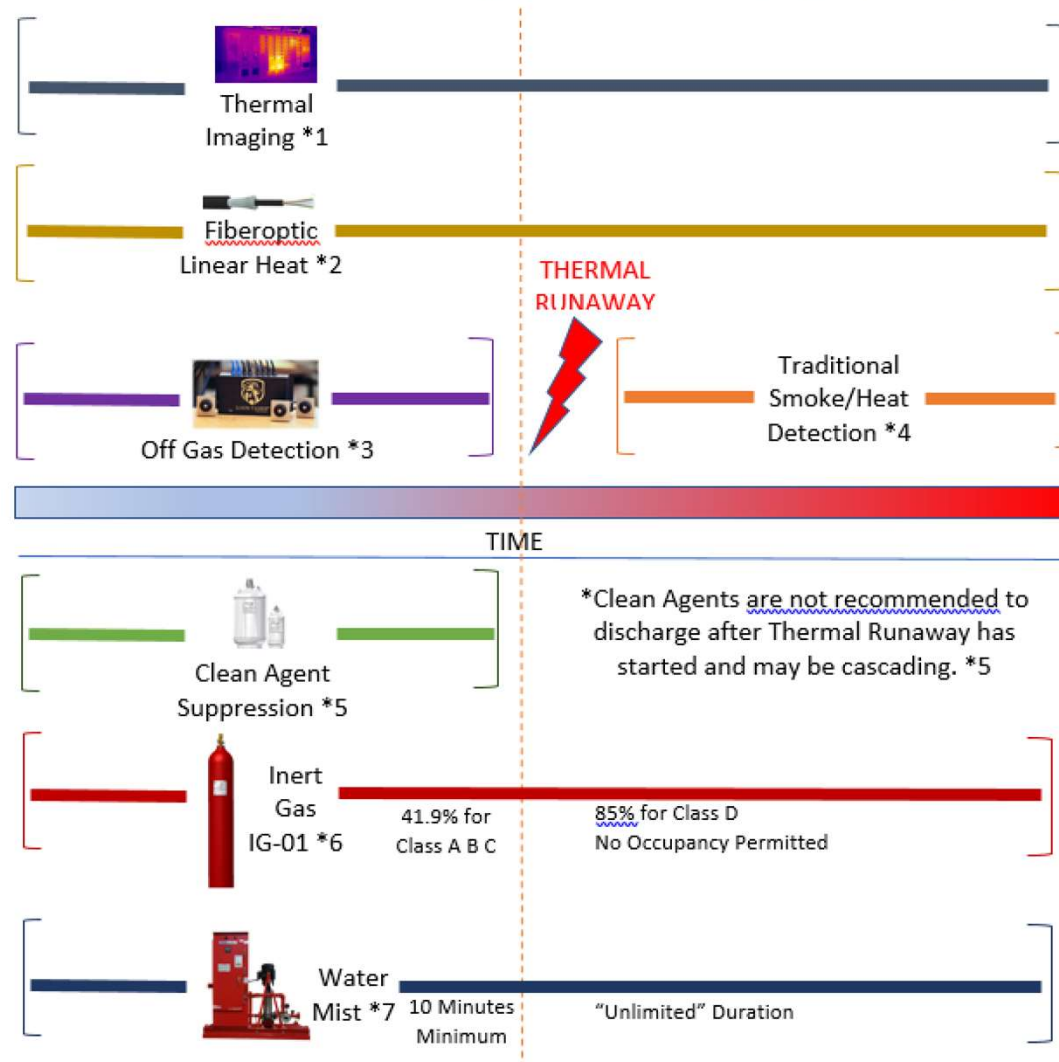 Thermal
Imaging *1
Fiberoptic
Linear Heat *2
THERMAL
RUNAWAY
Off Gas Detection *3
Traditional
Smoke/Heat
Detection *4
TIME
Clean Agent
Suppression *5
*Clean Agents are not recommended to
discharge after Thermal Runaway has
started and may be cascading. *5
Inert
Gas
IG-01 *6
41.9% for
Class A B C
85% for Class D
No Occupancy Permitted
Water
Mist *7
10 Minutes
Minimum
“Unlimited” Duration